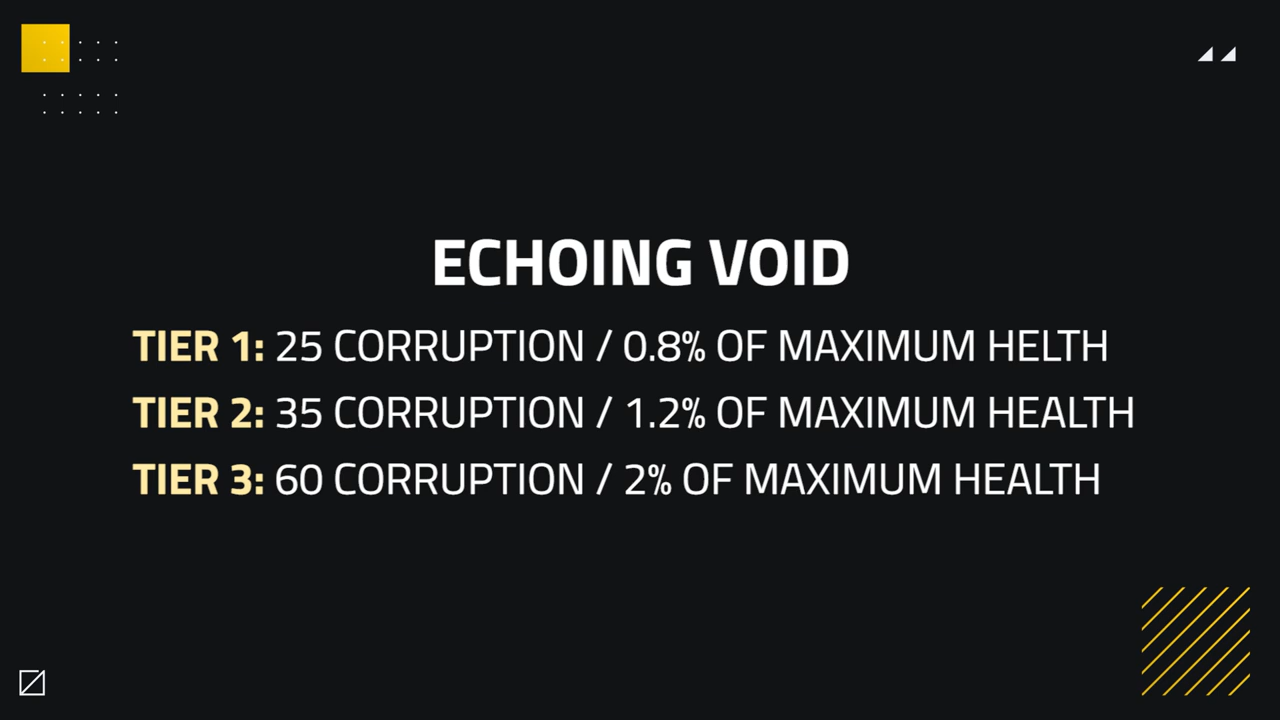 ECHOING VOID
TIER 1: 25 CORRUPTION / 0.8% OF MAXIMUM HELTH
TIER 2: 35 CORRUPTION / 1.2% OF MAXIMUM HEALTH
TIER 3: 60 CORRUPTION / 2% OF MAXIMUM HEALTH